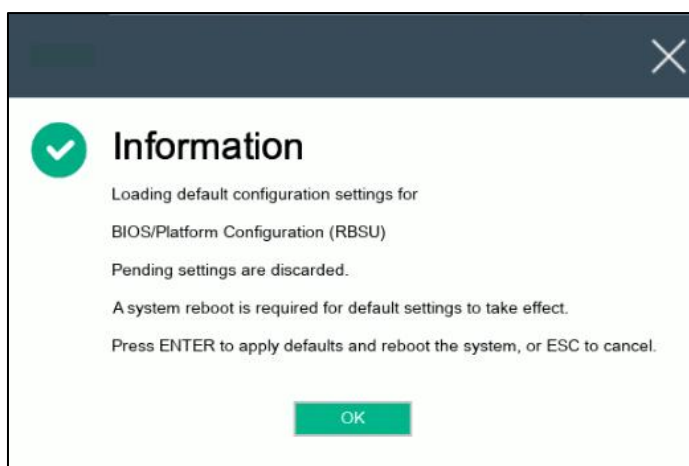 Information
Loading default configuration settings for
BIOS/Platform Configuration (RBSU)
Pending settings are discarded.
A system reboot is required for default settings to take effect.
Press ENTER to apply defaults and reboot the system, or ESC to cancel.
OK